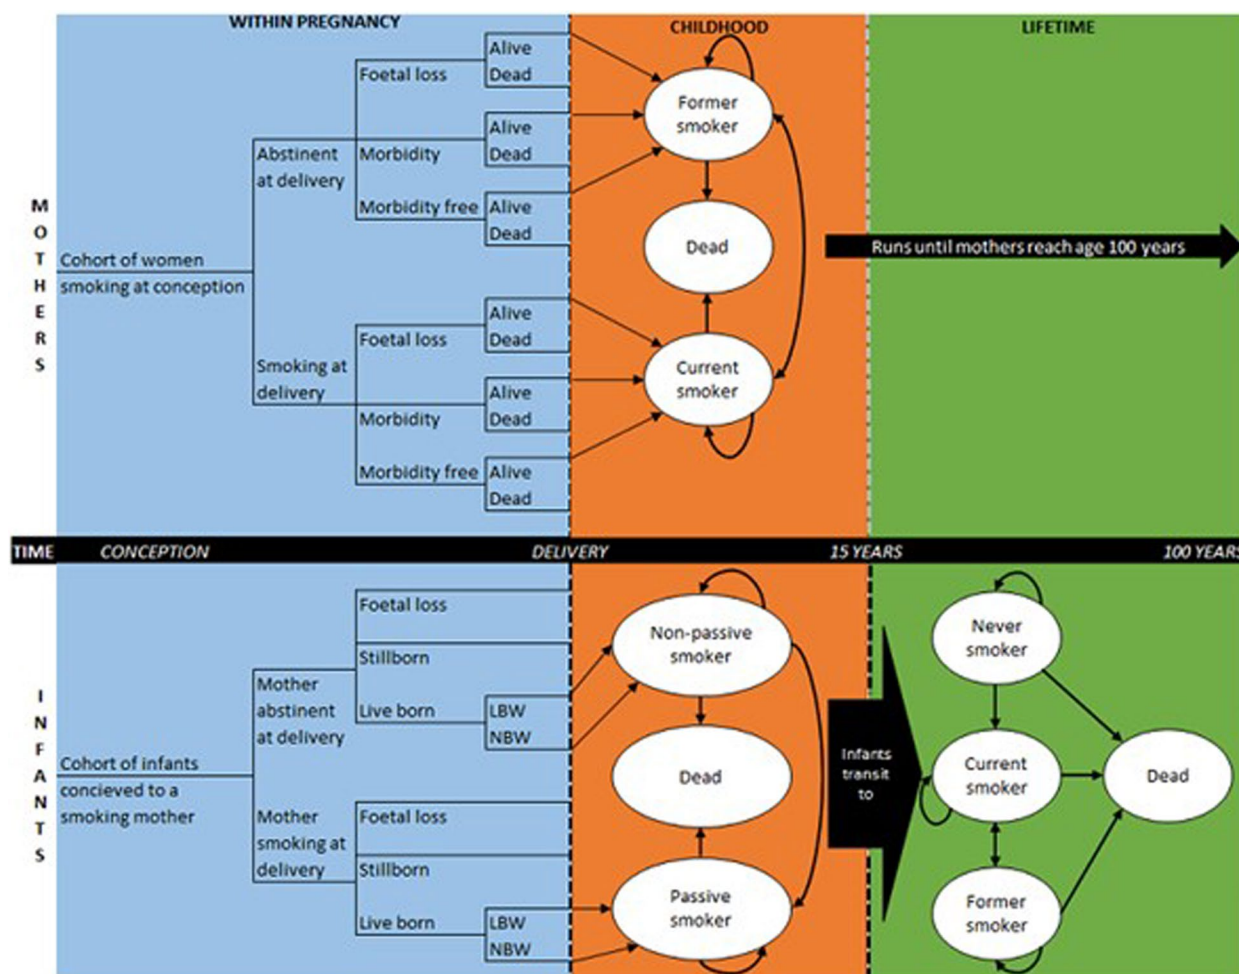 WITHIN PREGNANCY
CHILDHOOD
LIFETIME
MOTHERS
Cohort of women
smoking at conception
Abstinent
at delivery
Foetal loss
Alive
Dead
Morbidity
Alive
Dead
Morbidity free
Alive
Dead
Smoking at
delivery
Foetal loss
Alive
Dead
Morbidity
Alive
Dead
Morbidity free
Alive
Dead
Former
smoker
Dead
Current
smoker
Runs until mothers reach age 100 years
TIME
CONCEPTION
DELIVERY
15 YEARS
100 YEARS
INFANTS
Cohort of infants
concieved to a
smoking mother
Mother
abstinent
at delivery
Foetal loss
Stillborn
Live born
LBW
NBW
Mother
smoking at
delivery
Foetal loss
Stillborn
Live born
LBW
NBW
Non-passive
smoker
Dead
Passive
smoker
Infants
transit
to
Never
smoker
Current
smoker
Former
smoker
Dead